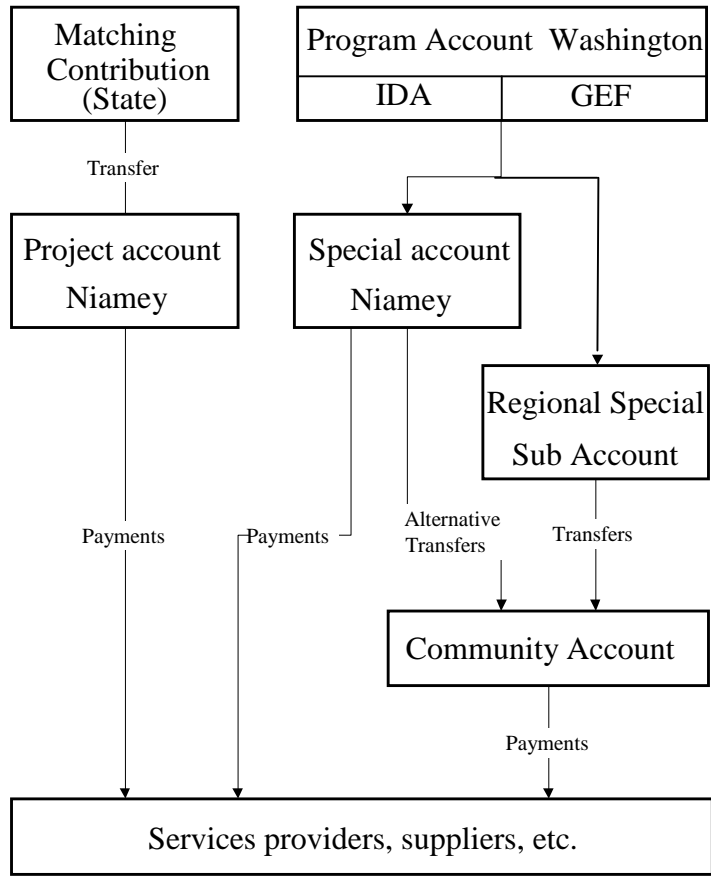 Matching
Contribution
(State)
Program Account Washington
IDA
GEF
Transfer
Project account
Niamey
Special account
Niamey
Regional Special
Sub Account
Payments
Payments
Alternative
Transfers
Transfers
Community Account
Payments
Services providers, suppliers, etc.